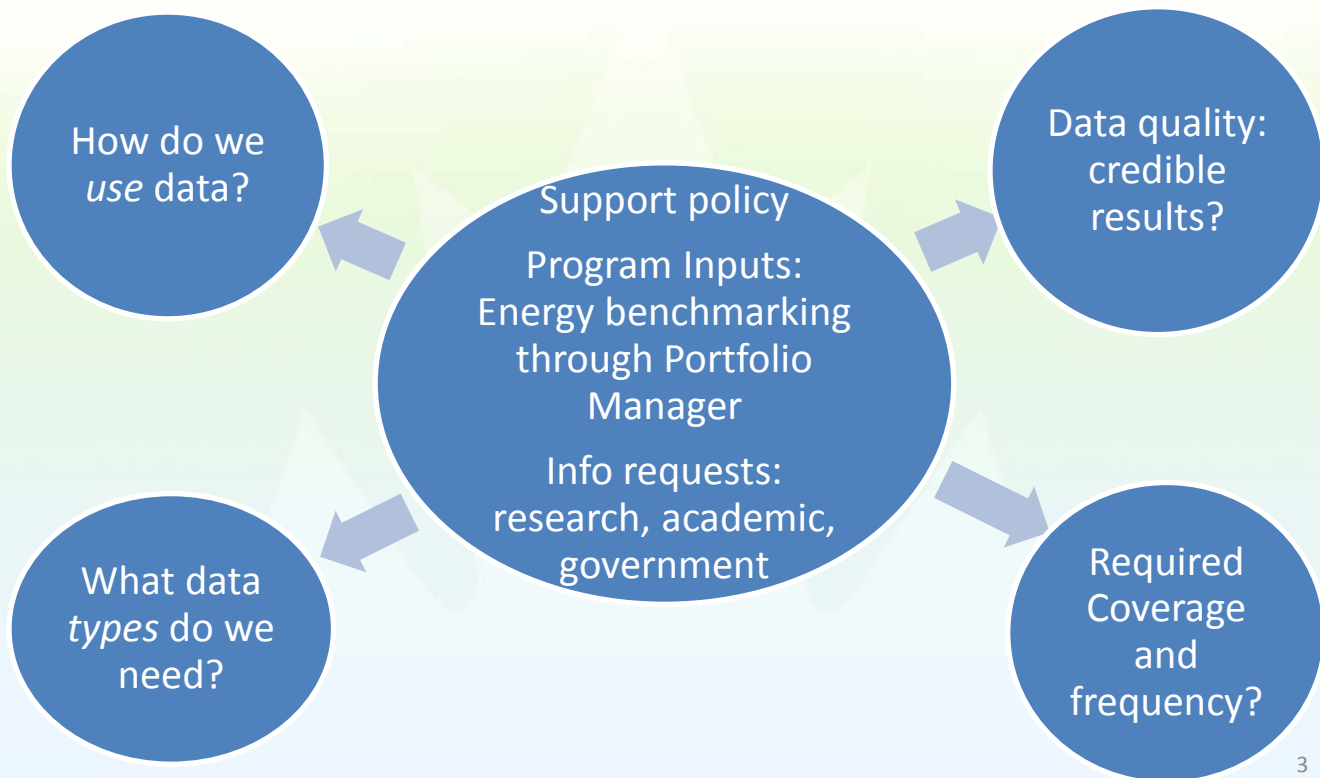 How do we
use data?
Data quality:
credible
results?
Support policy
Program Inputs:
Energy benchmarking
through Portfolio
Manager
Info requests:
research, academic,
government
What data
types do we
need?
Required
Coverage
and
frequency?
3